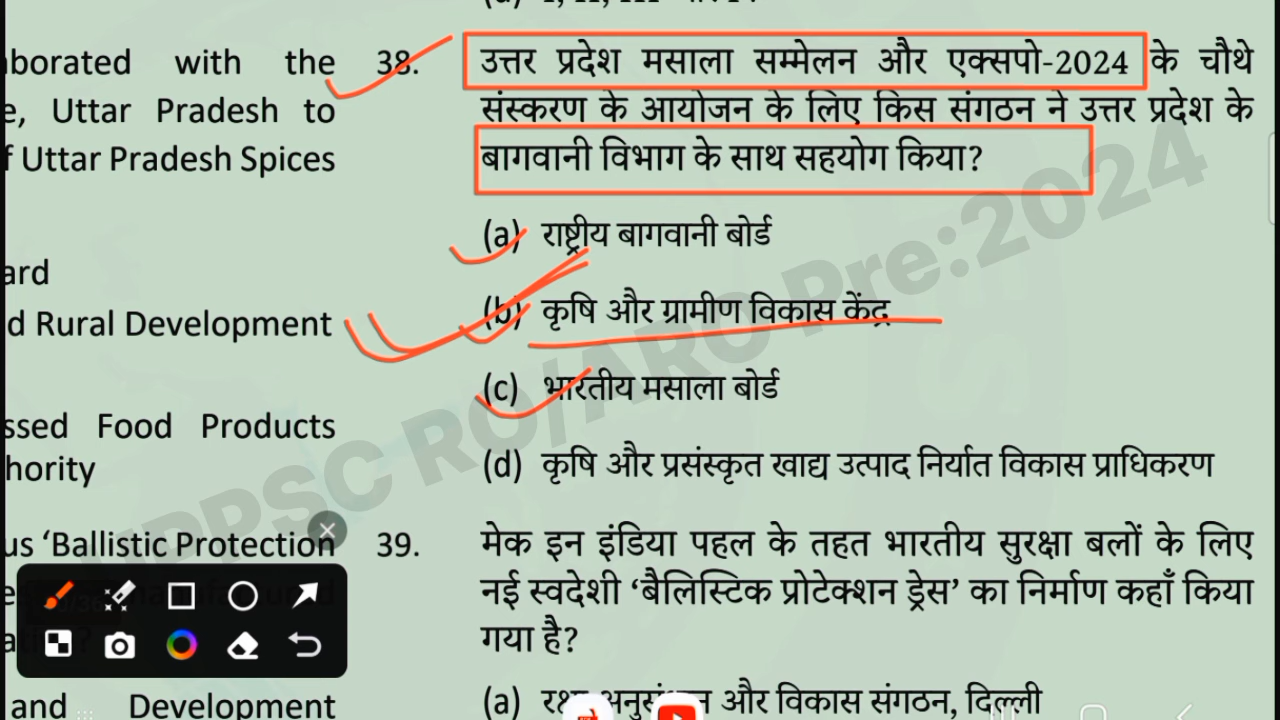 aborated with the
e, Uttar Pradesh to
f Uttar Pradesh Spices
ard
d Rural Development
ssed Food Products
hority
us ‘Ballistic Protection
and Development
38. उत्तर प्रदेश मसाला सम्मेलन और एक्सपो-2024 के चौथे
संस्करण के आयोजन के लिए किस संगठन ने उत्तर प्रदेश के
बागवानी विभाग के साथ सहयोग किया?
(a) राष्ट्रीय बागवानी बोर्ड
(b) कृषि और ग्रामीण विकास केंद्र
(c) भारतीय मसाला बोर्ड
(d) कृषि और प्रसंस्कृत खाद्य उत्पाद निर्यात विकास प्राधिकरण
39. मेक इन इंडिया पहल के तहत भारतीय सुरक्षा बलों के लिए
नई स्वदेशी ‘बैलिस्टिक प्रोटेक्शन ड्रेस’ का निर्माण कहाँ किया
गया है?
(a) और विकास संगठन, दिल्ली
UPPSC RO/ARO Pre:2024